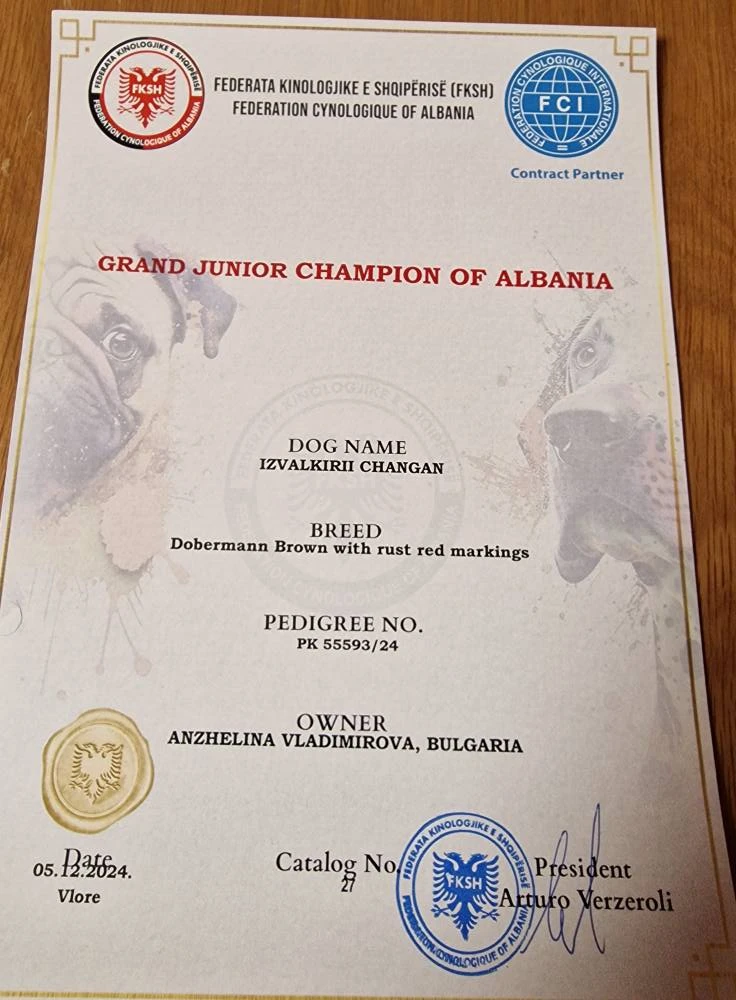 FEDERATA KINOLOGJIKE E SHQIPËRISË
FKSH
FEDERATION CYNOLOGIQUE OF ALBANIA
FEDERATA KINOLOGJIKE E SHQIPËRISË (FKSH)
FEDERATION CYNOLOGIQUE OF ALBANIA
FEDERATION CYNOLOGIQUE INTERNATIONALE
FCI
Contract Partner
GRAND JUNIOR CHAMPION OF ALBANIA
DOG NAME
IZVALKIRII CHANGAN
BREED
Dobermann Brown with rust red markings
PEDIGREE NO.
PK 55593/24
OWNER
ANZHELINA VLADIMIROVA, BULGARIA
Date
05.12.2024.
Vlore
Catalog No.
27
FEDERATA KINOLOGJIKE E SHQIPËRISË
FKSH
FEDERATION CYNOLOGIQUE OF ALBANIA
President
Arturo Verzeroli